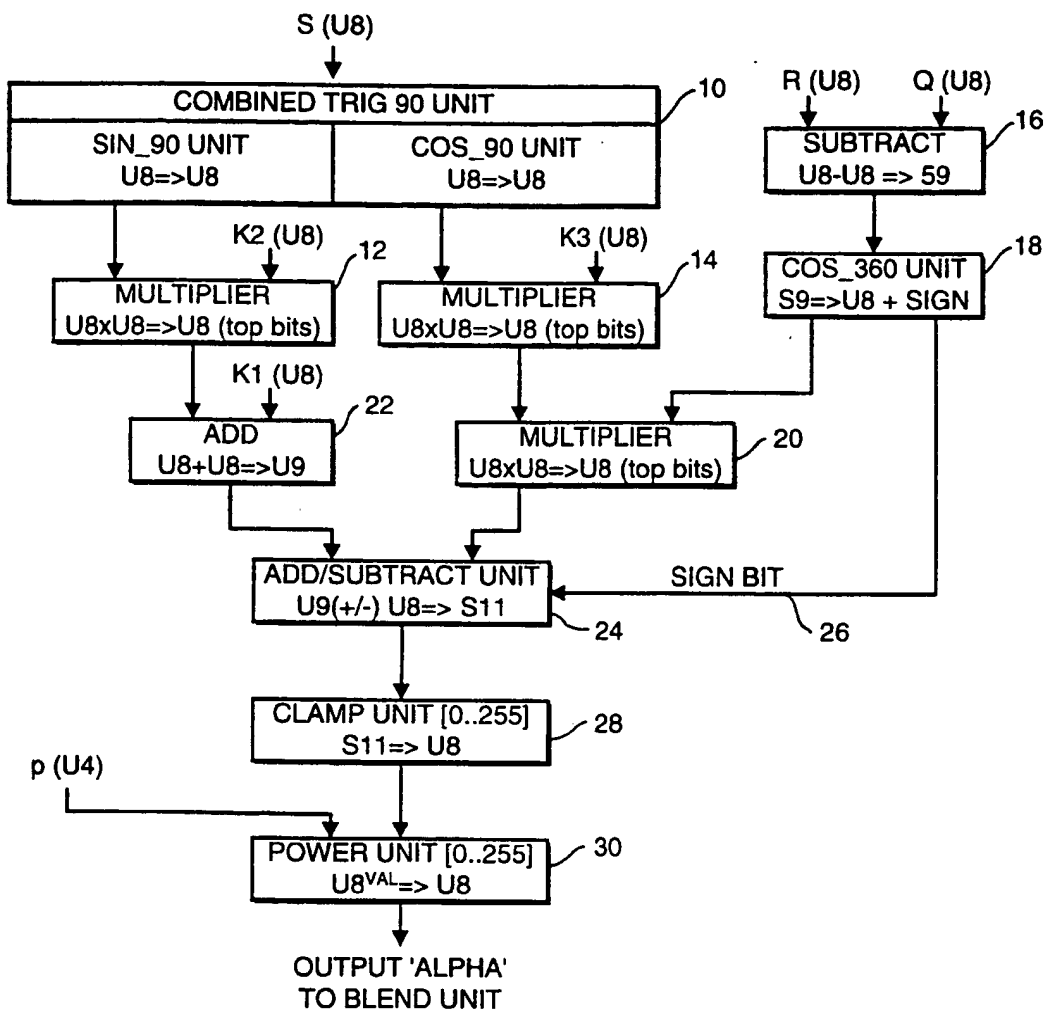 S (U8)
COMBINED TRIG 90 UNIT
10
SIN_90 UNIT
U8=>U8
COS_90 UNIT
U8=>U8
R (U8)
Q (U8)
16
SUBTRACT
U8-U8 => 59
K2 (U8)
12
MULTIPLIER
U8xU8=>U8 (top bits)
K3 (U8)
14
MULTIPLIER
U8xU8=>U8 (top bits)
18
COS_360 UNIT
S9=>U8 + SIGN
K1 (U8)
22
ADD
U8+U8=>U9
20
MULTIPLIER
U8xU8=>U8 (top bits)
ADD/SUBTRACT UNIT
U9(+/-) U8=> S11
24
SIGN BIT
26
CLAMP UNIT [0..255]
S11=> U8
28
p (U4)
POWER UNIT [0..255]
U8^VAL=> U8
30
OUTPUT 'ALPHA'
TO BLEND UNIT